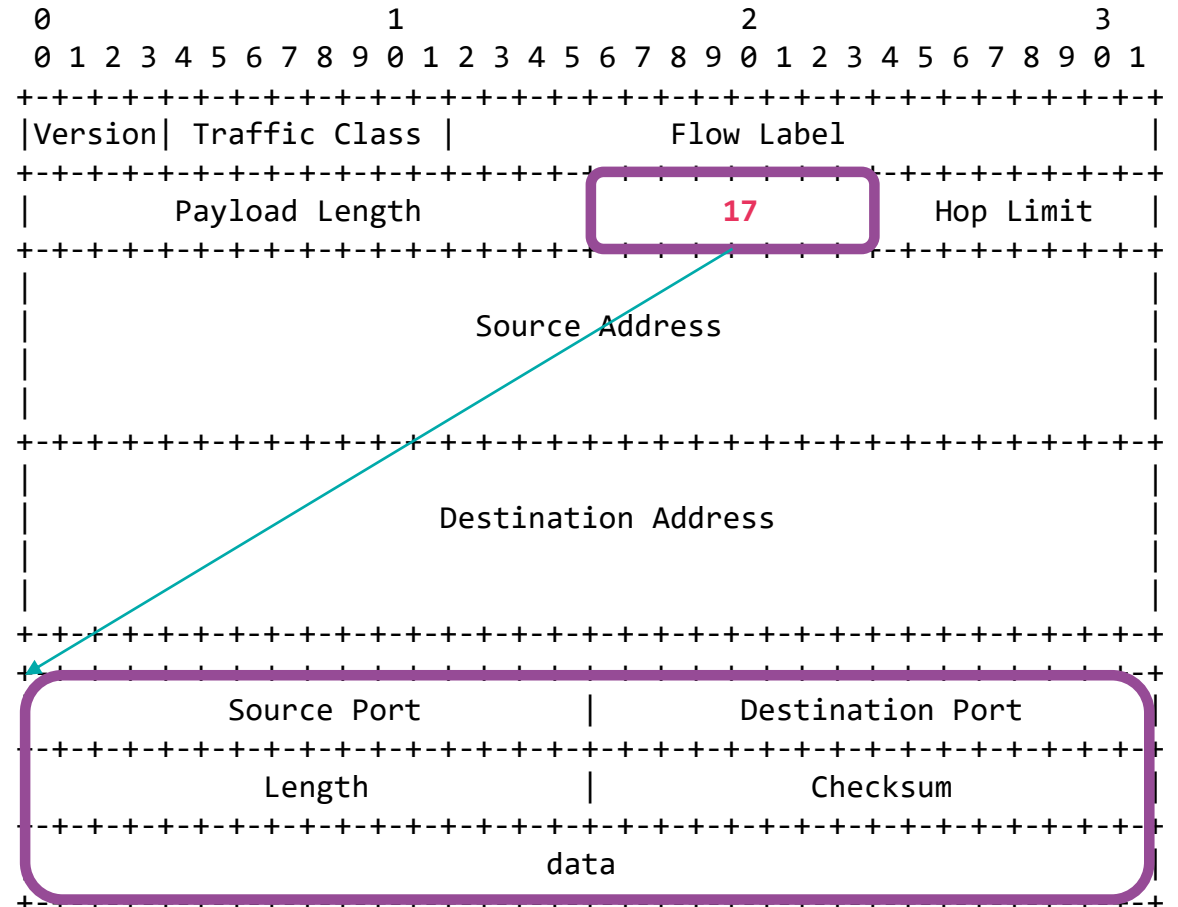 0                   1                   2                   3
 0 1 2 3 4 5 6 7 8 9 0 1 2 3 4 5 6 7 8 9 0 1 2 3 4 5 6 7 8 9 0 1
+-+-+-+-+-+-+-+-+-+-+-+-+-+-+-+-+-+-+-+-+-+-+-+-+-+-+-+-+-+-+-+-+
|Version| Traffic Class |           Flow Label                  |
+-+-+-+-+-+-+-+-+-+-+-+-+-+-+-+-+-+-+-+-+-+-+-+-+-+-+-+-+-+-+-+-+
|        Payload Length                 17          Hop Limit   |
+-+-+-+-+-+-+-+-+-+-+-+-+-+-+-+-+-+-+-+-+-+-+-+-+-+-+-+-+-+-+-+-+
|                                                               |
|                         Source Address                        |
|                                                               |
|                                                               |
+-+-+-+-+-+-+-+-+-+-+-+-+-+-+-+-+-+-+-+-+-+-+-+-+-+-+-+-+-+-+-+-+
|                                                               |
|                       Destination Address                     |
|                                                               |
|                                                               |
+-+-+-+-+-+-+-+-+-+-+-+-+-+-+-+-+-+-+-+-+-+-+-+-+-+-+-+-+-+-+-+-+
+-+-+-+-+-+-+-+-+-+-+-+-+-+-+-+-+-+-+-+-+-+-+-+-+-+-+-+-+-+-+-+-+
           Source Port          |        Destination Port       |
+-+-+-+-+-+-+-+-+-+-+-+-+-+-+-+-+-+-+-+-+-+-+-+-+-+-+-+-+-+-+-+-+
             Length             |            Checksum           |
+-+-+-+-+-+-+-+-+-+-+-+-+-+-+-+-+-+-+-+-+-+-+-+-+-+-+-+-+-+-+-+-+
                             data                               |
+-+-+-+-+-+-+-+-+-+-+-+-+-+-+-+-+-+-+-+-+-+-+-+-+-+-+-+-+-+-+-+-+